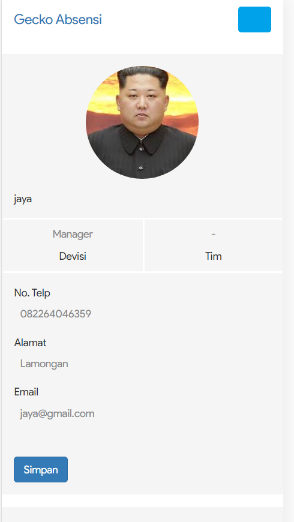 Gecko Absensi
jaya
Manager
-
Devisi
Tim
No. Telp
082264046359
Alamat
Lamongan
Email
jaya@gmail.com
Simpan